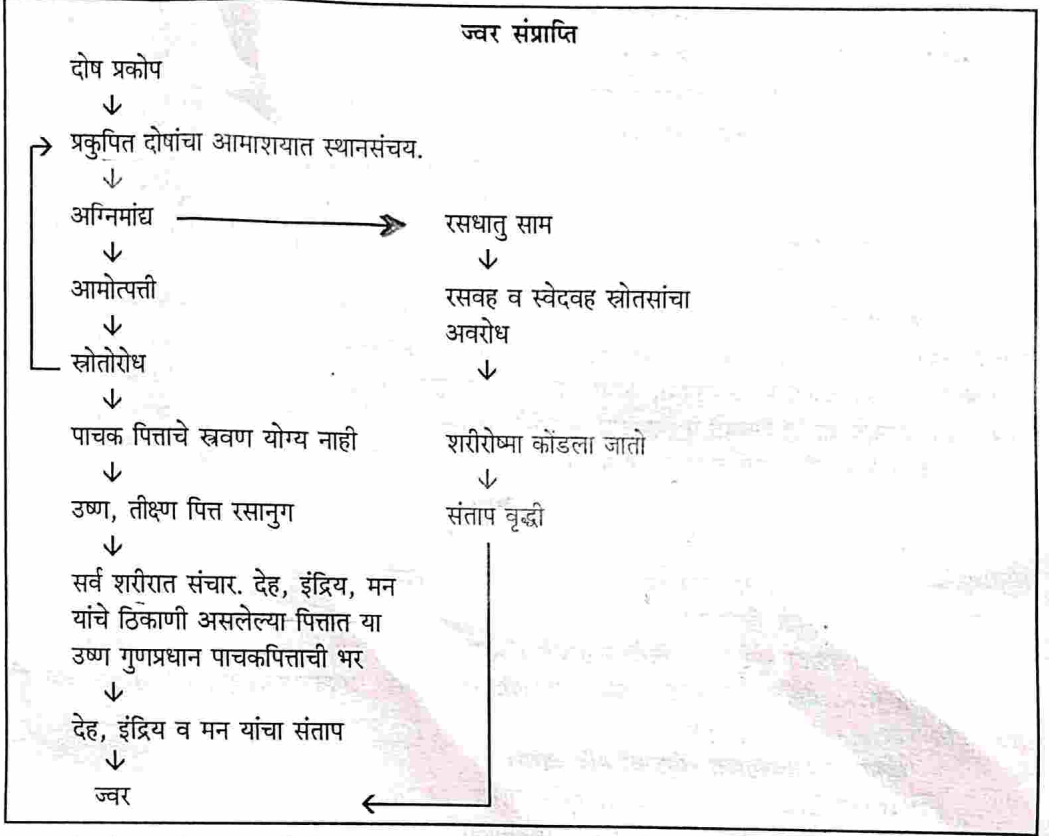 ज्वर संप्राप्ति
दोष प्रकोप
↓
प्रकुपित दोषांचा आमाशयात स्थानसंचय.
↓
अग्निमांद्य → रसधातु साम
↓ ↓
आमोत्पत्ती रसवह व स्वेदवह स्रोतसांचा
↓ अवरोध
स्रोतोरोध ↓
↓
पाचक पित्ताचे स्रवण योग्य नाही शरीरोष्मा कोंडला जातो
↓ ↓
उष्ण, तीक्ष्ण पित्त रसानुग संताप वृद्धी
↓
सर्व शरीरात संचार. देह, इंद्रिय, मन
यांचे ठिकाणी असलेल्या पित्तात या
उष्ण गुणप्रधान पाचकपित्ताची भर
↓
देह, इंद्रिय व मन यांचा संताप
↓
ज्वर ←